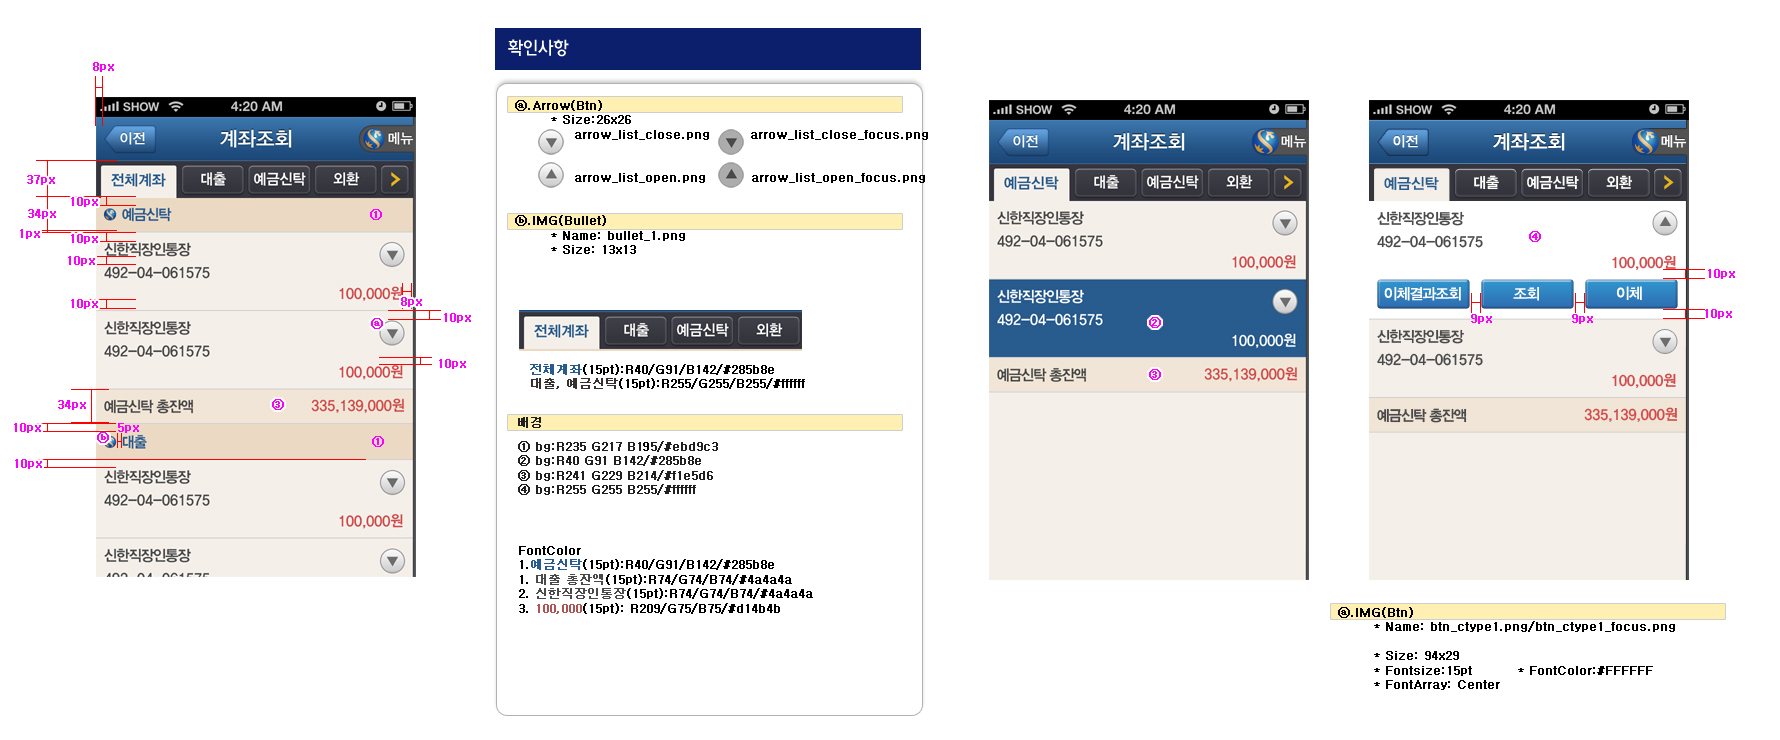 8px
SHOW
4:20 AM
이전
계좌조회
메뉴
전체계좌
대출
예금신탁
외환
37px
34px
10px
예금신탁
①
1px
10px
신한직장인통장
492-04-061575
10px
100,000원
8px
10px
ⓐ
10px
신한직장인통장
492-04-061575
10px
100,000원
34px
예금신탁 총잔액
③
335,139,000원
10px
5px
ⓑ
대출
①
10px
신한직장인통장
492-04-061575
100,000원
신한직장인통장
492-04-061575
확인사항
ⓐ.Arrow(Btn)
* Size:26x26
arrow_list_close.png
arrow_list_close_focus.png
arrow_list_open.png
arrow_list_open_focus.png
ⓑ.IMG(Bullet)
* Name: bullet_1.png
* Size: 13x13
전체계좌
대출
예금신탁
외환
전체계좌(15pt):R40/G91/B142/#285b8e
대출, 예금신탁(15pt):R255/G255/B255/#ffffff
배경
① bg:R235 G217 B195/#ebd9c3
② bg:R40 G91 B142/#285b8e
③ bg:R241 G229 B214/#f1e5d6
④ bg:R255 G255 B255/#ffffff
FontColor
1.예금신탁(15pt):R40/G91/B142/#285b8e
1. 대출 총잔액(15pt):R74/G74/B74/#4a4a4a
2. 신한직장인통장(15pt):R74/G74/B74/#4a4a4a
3. 100,000(15pt): R209/G75/B75/#d14b4b
SHOW
4:20 AM
이전
계좌조회
메뉴
예금신탁
대출
예금신탁
외환
신한직장인통장
492-04-061575
100,000원
신한직장인통장
492-04-061575
②
100,000원
예금신탁 총잔액
③
335,139,000원
SHOW
4:20 AM
이전
계좌조회
메뉴
예금신탁
대출
예금신탁
외환
신한직장인통장
492-04-061575
④
100,000원
10px
이체결과조회
조회
이체
9px
9px
10px
신한직장인통장
492-04-061575
100,000원
예금신탁 총잔액
335,139,000원
ⓐ.IMG(Btn)
* Name: btn_ctype1.png/btn_ctype1_focus.png
* Size: 94x29
* Fontsize:15pt
* FontColor:#FFFFFF
* FontArray: Center